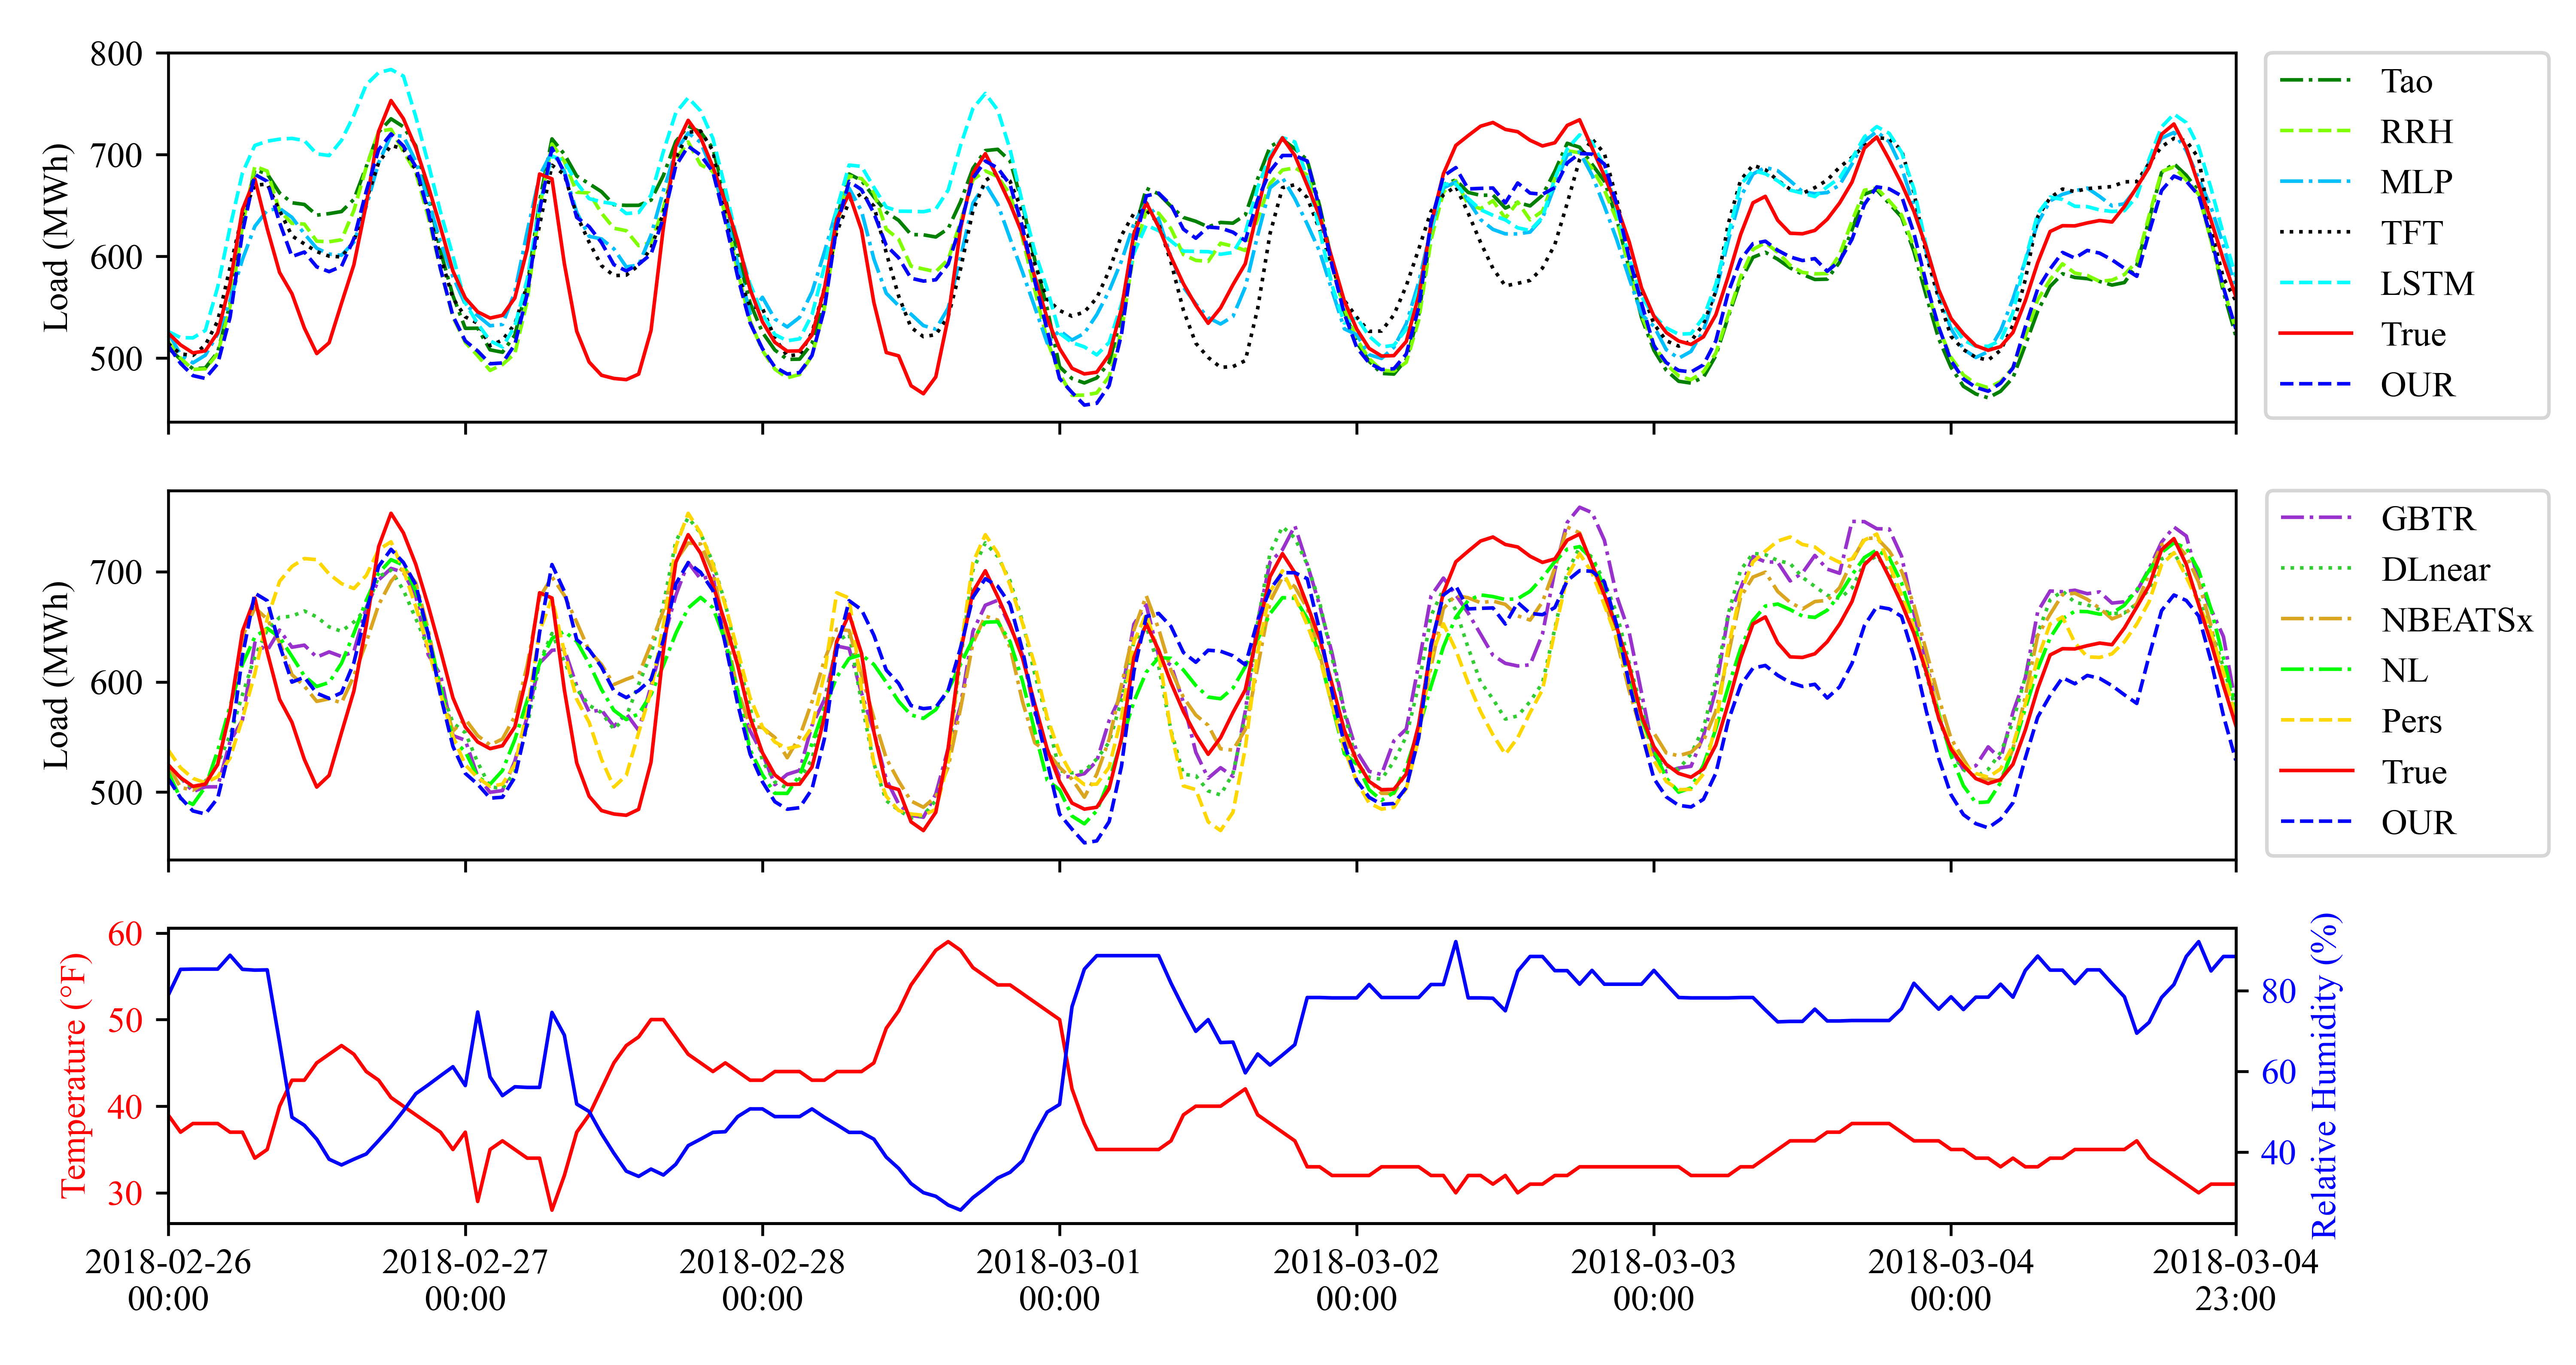 800
700
600
500
Load (MWh)
Tao
RRH
MLP
TFT
LSTM
True
OUR
700
600
500
Load (MWh)
GBTR
DLnear
NBEATSx
NL
Pers
True
OUR
60
50
40
30
Temperature (°F)
80
60
40
Relative Humidity (%)
2018-02-26 2018-02-27 2018-02-28 2018-03-01 2018-03-02 2018-03-03 2018-03-04 2018-03-04
00:00 00:00 00:00 00:00 00:00 00:00 00:00 23:00